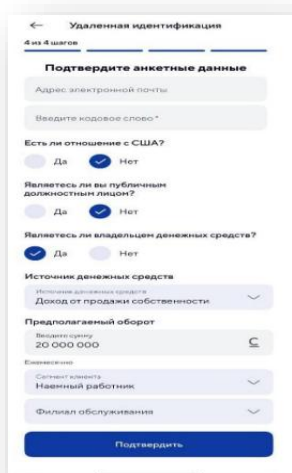 ← Удаленная идентификация
4 из 4 шагов
Подтвердите анкетные данные
Адрес электронной почты
Введите кодовое слово*
Есть ли отношение с США?
Да Нет
Являетесь ли вы публичным
должностным лицом?
Да Нет
Являетесь ли владельцем денежных средств?
Да Нет
Источник денежных средств
Источник денежных средств
Доход от продажи собственности
Предполагаемый оборот
Введите сумму
20 000 000 с
Ежемесячно
Сегмент клиента
Наемный работник
Филиал обслуживания
Подтвердить